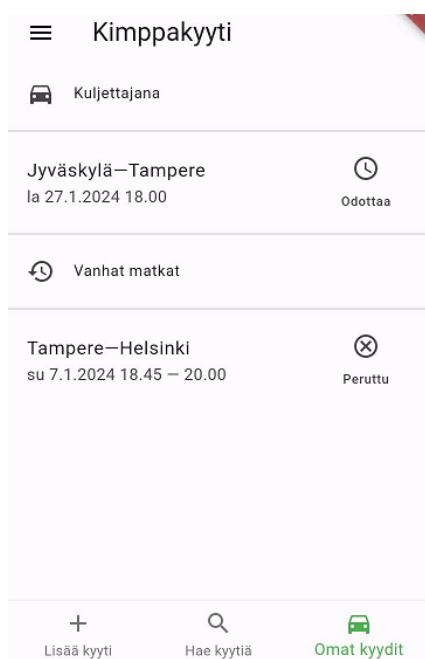 Kimppakyyti
Kuljettajana
Jyväskylä—Tampere
la 27.1.2024 18.00
Odottaa
Vanhat matkat
Tampere—Helsinki
su 7.1.2024 18.45 — 20.00
Peruttu
Lisää kyyti
Hae kyytiä
Omat kyydit